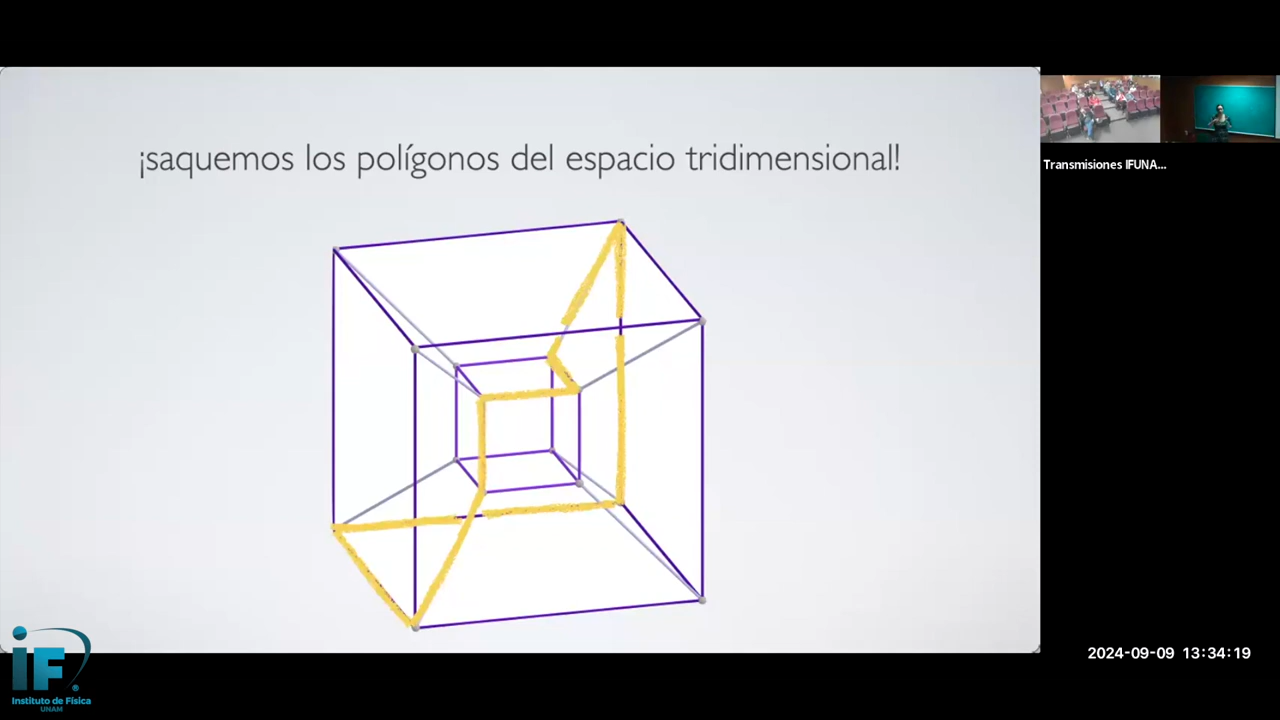 ¡saquemos los polígonos del espacio tridimensional!
Transmisiones IFUNA...
2024-09-09 13:34:19
iF
Instituto de Física
UNAM